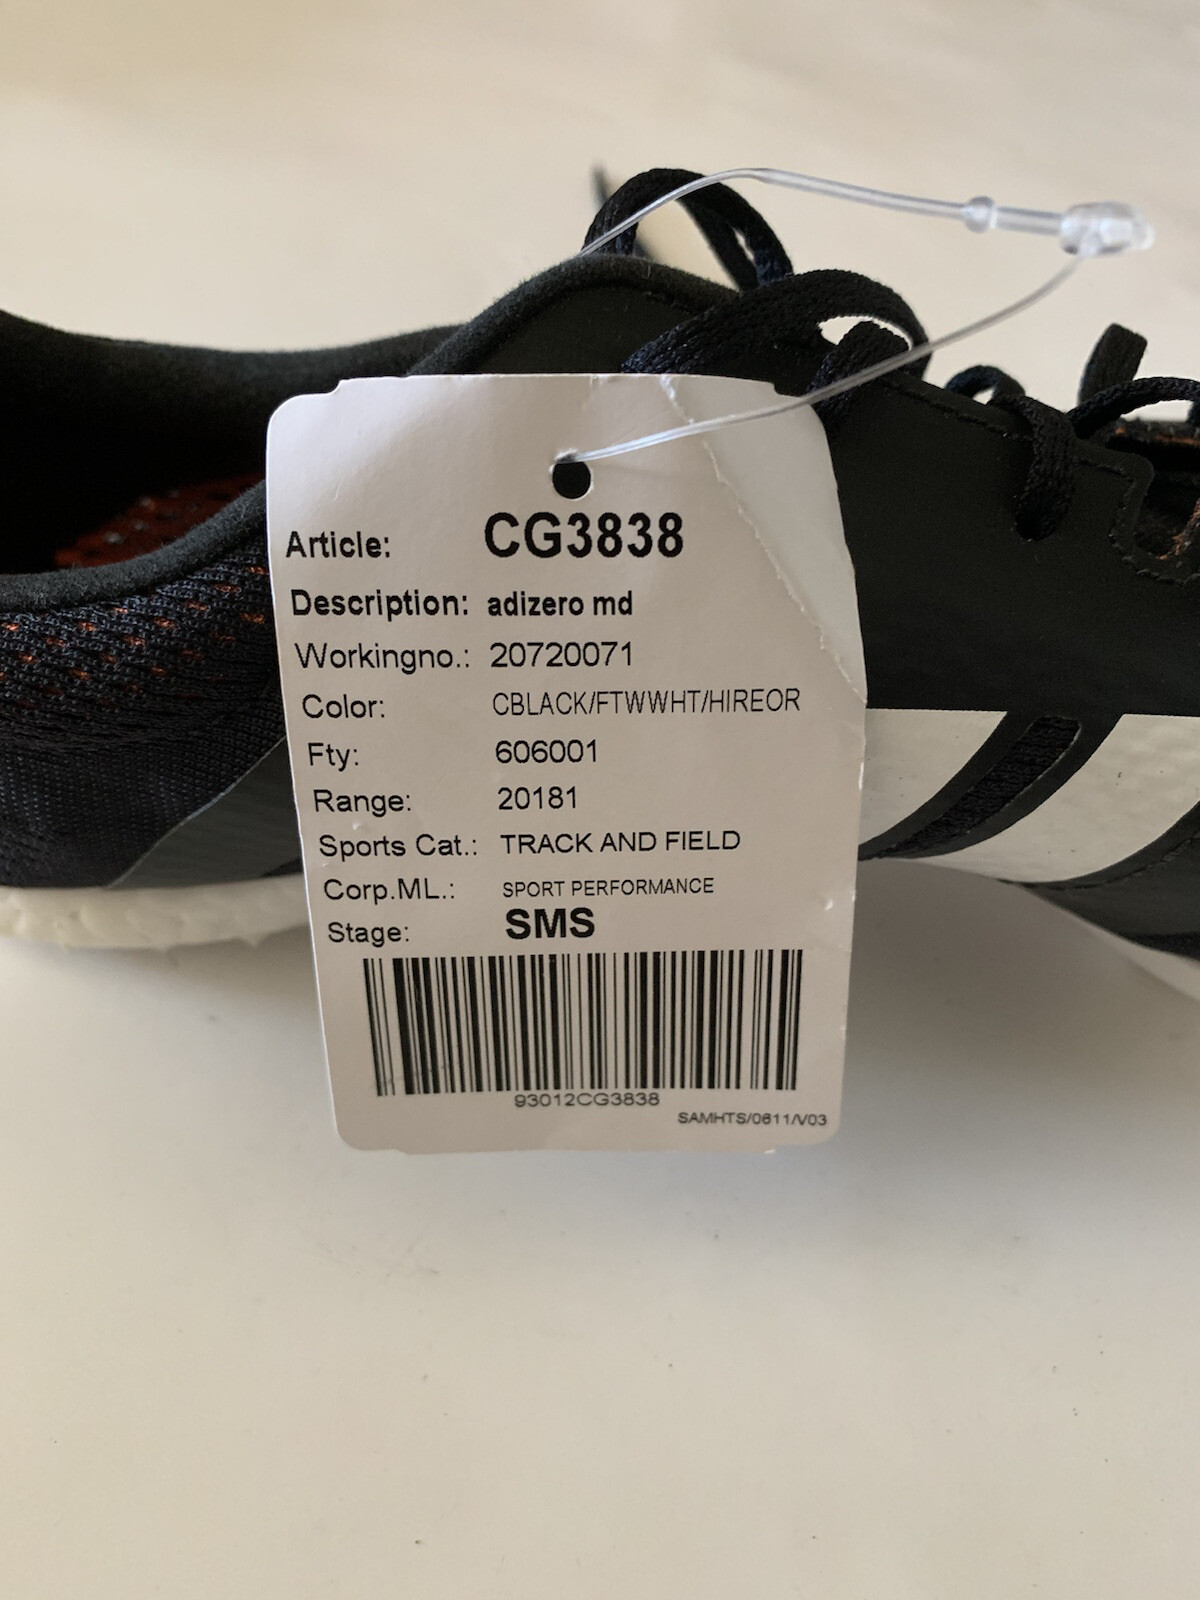 Article: CG3838
Description: adizero md
Workingno.: 20720071
Color: CBLACK/FTWWHT/HIREOR
Fty: 606001
Range: 20181
Sports Cat.: TRACK AND FIELD
Corp.ML.: SPORT PERFORMANCE
Stage: SMS
93012CG3838
SAMHTS/0611/V03